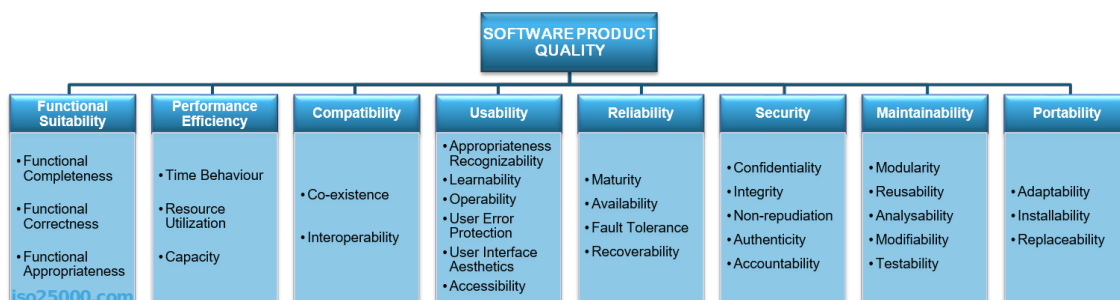 SOFTWARE PRODUCT
QUALITY
Functional
Suitability
• Functional
Completeness
• Functional
Correctness
• Functional
Appropriateness
Performance
Efficiency
• Time Behaviour
• Resource
Utilization
• Capacity
Compatibility
• Co-existence
• Interoperability
Usability
• Appropriateness
Recognizability
• Learnability
• Operability
• User Error
Protection
• User Interface
Aesthetics
• Accessibility
Reliability
• Maturity
• Availability
• Fault Tolerance
• Recoverability
Security
• Confidentiality
• Integrity
• Non-repudiation
• Authenticity
• Accountability
Maintainability
• Modularity
• Reusability
• Analysability
• Modifiability
• Testability
Portability
• Adaptability
• Installability
• Replaceability
iso25000.com